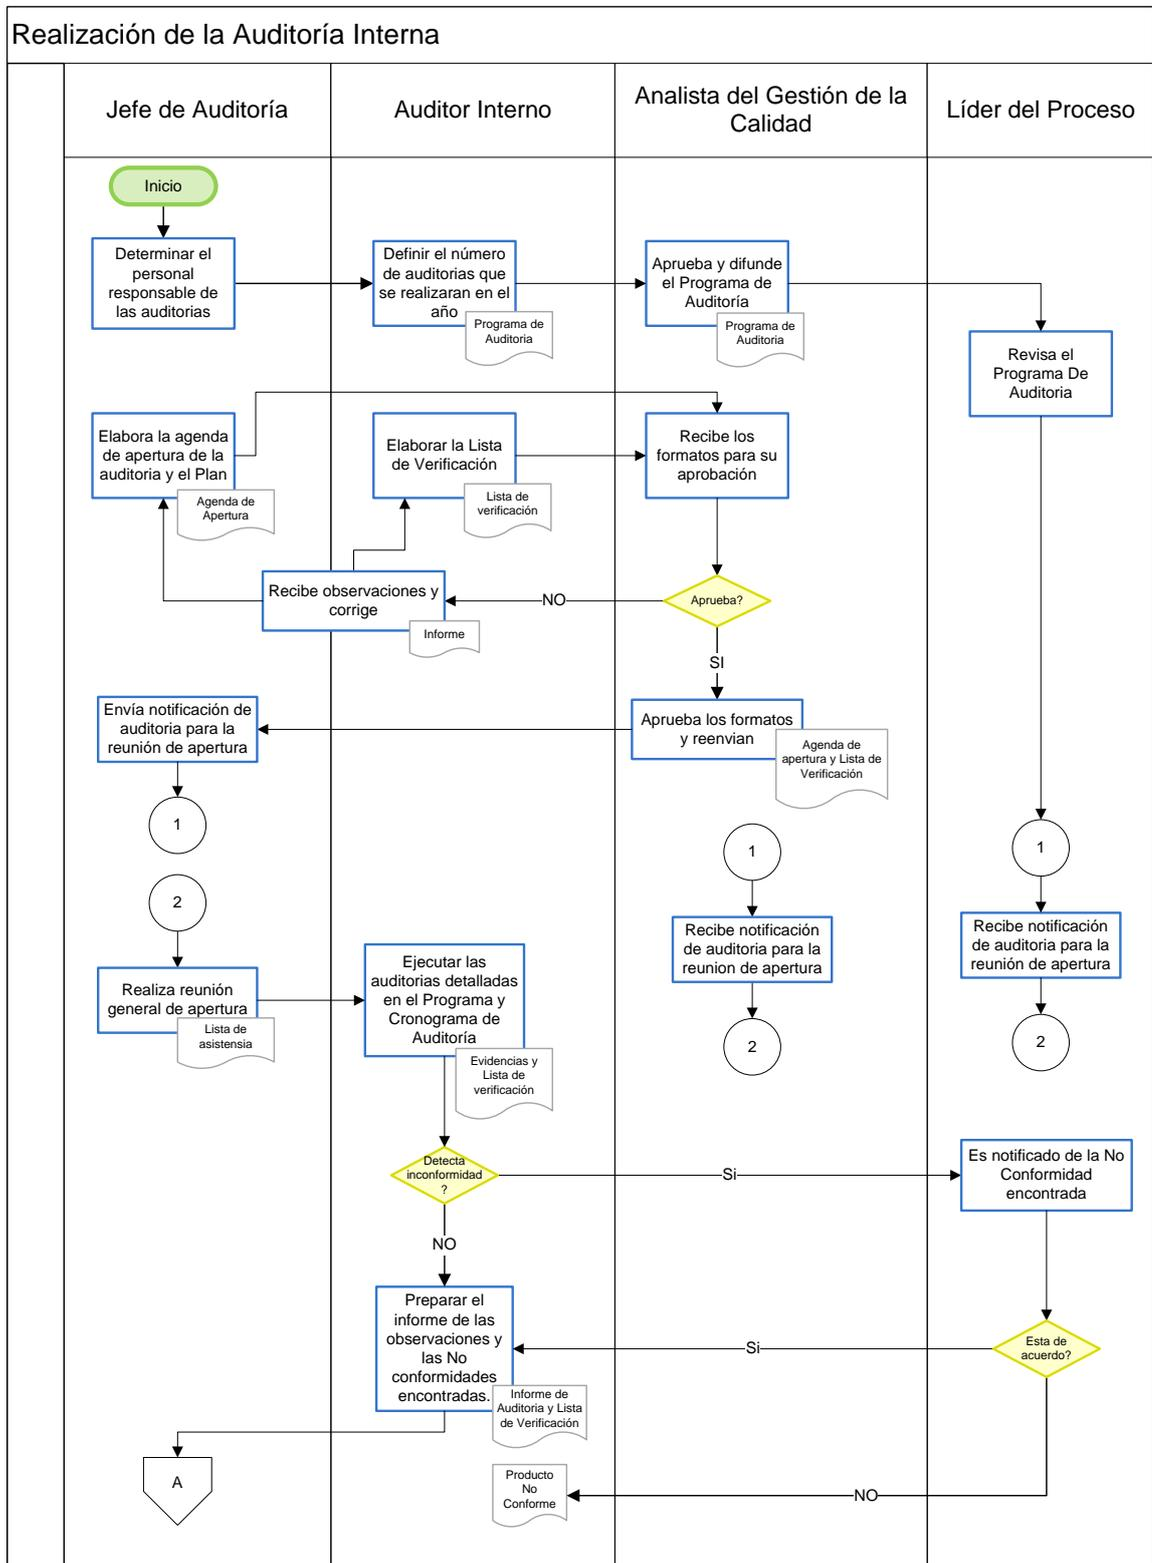 Realización de la Auditoría Interna
Jefe de Auditoría
Auditor Interno
Analista del Gestión de la
Calidad
Líder del Proceso
Inicio
Determinar el
personal
responsable de
las auditorias
Definir el número
de auditorias que
se realizaran en el
año
Programa de
Auditoria
Aprueba y difunde
el Programa de
Auditoría
Programa de
Auditoria
Revisa el
Programa De
Auditoria
Elabora la agenda
de apertura de la
auditoria y el Plan
Agenda de
Apertura
Elaborar la Lista
de Verificación
Lista de
verificación
Recibe los
formatos para su
aprobación
Recibe observaciones y
corrige
Informe
NO
Aprueba?
SI
Envía notificación de
auditoria para la
reunión de apertura
Aprueba los formatos
y reenvian
Agenda de
apertura y Lista de
Verificación
1
1
1
2
Recibe notificación
de auditoria para la
reunion de apertura
Recibe notificación
de auditoria para la
reunión de apertura
Realiza reunión
general de apertura
Lista de
asistensia
Ejecutar las
auditorias detalladas
en el Programa y
Cronograma de
Auditoría
Evidencias y
Lista de
verificación
2
2
Detecta
inconformidad
?
Si
Es notificado de la No
Conformidad
encontrada
NO
Preparar el
informe de las
observaciones y
las No
conformidades
encontradas.
Informe de
Auditoria y Lista
de Verificación
Si
Esta de
acuerdo?
A
Producto
No
Conforme
NO